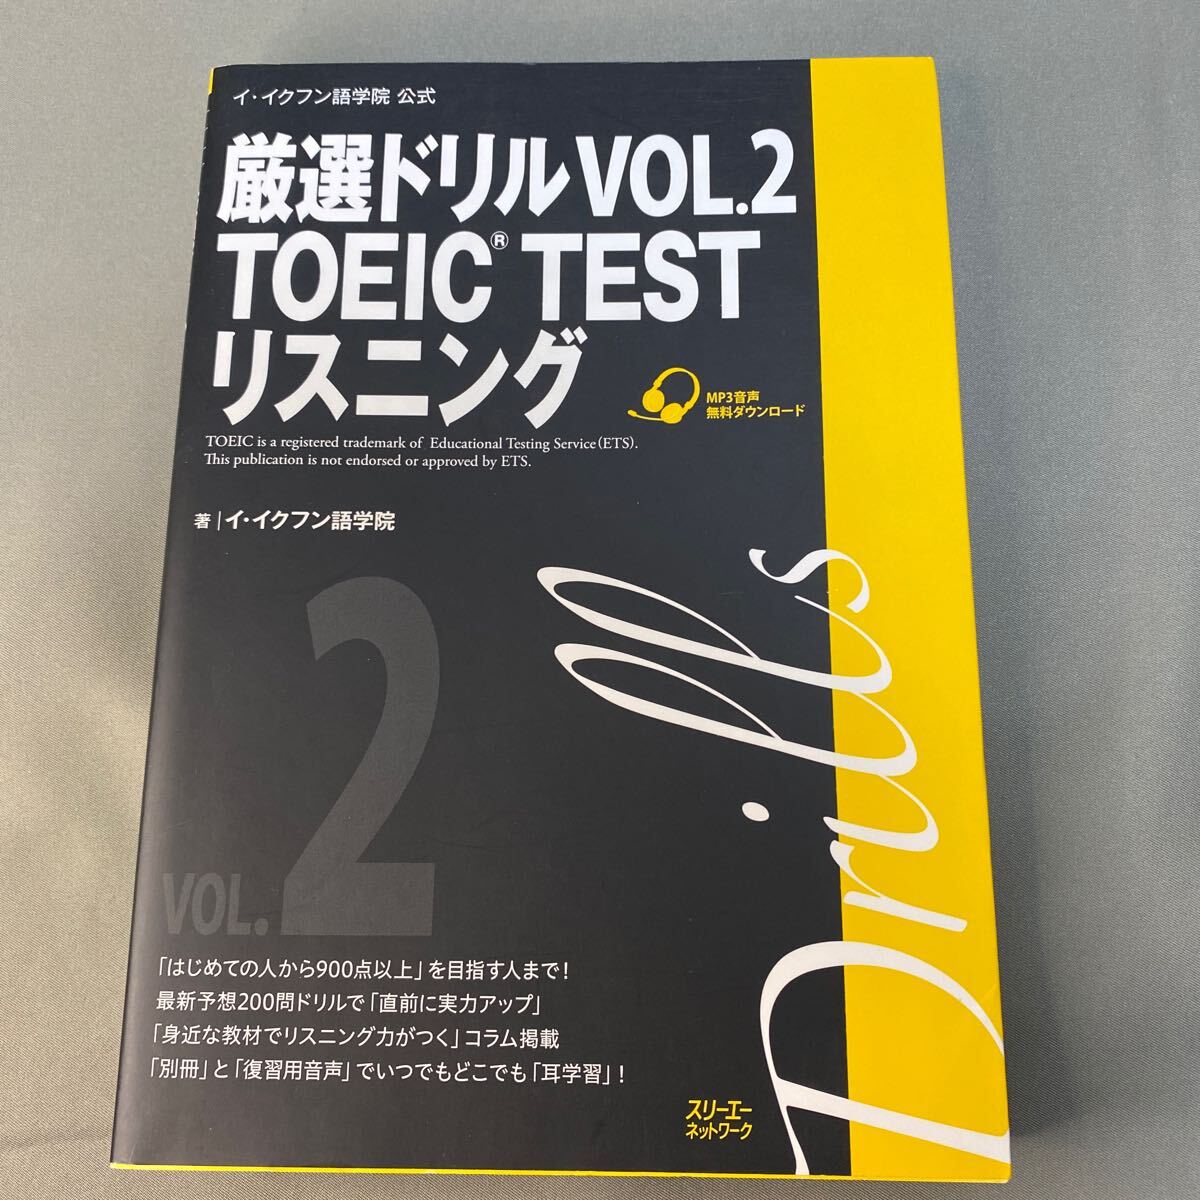 イ・イクフン語学院 公式
厳選ドリル VOL.2
TOEIC® TEST
リスニング
MP3音声
無料ダウンロード
TOEIC is a registered trademark of Educational Testing Service (ETS).
This publication is not endorsed or approved by ETS.
著 | イ・イクフン語学院
Drills
VOL. 2
「はじめての人から900点以上」を目指す人まで!
最新予想200問ドリルで「直前に実力アップ」
「身近な教材でリスニング力がつく」コラム掲載
「別冊」と「復習用音声」でいつでもどこでも「耳学習」!
スリーエー
ネットワーク